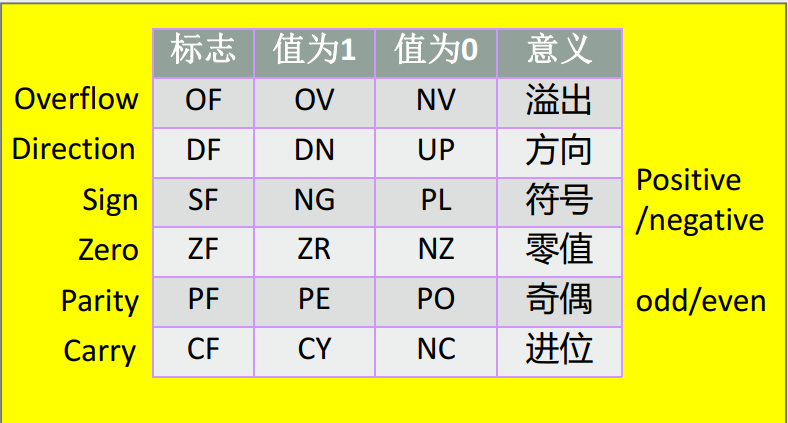 标志 值为1 值为0 意义
Overflow OF OV NV 溢出
Direction DF DN UP 方向
Sign SF NG PL 符号 Positive
/negative
Zero ZF ZR NZ 零值
Parity PF PE PO 奇偶 odd/even
Carry CF CY NC 进位